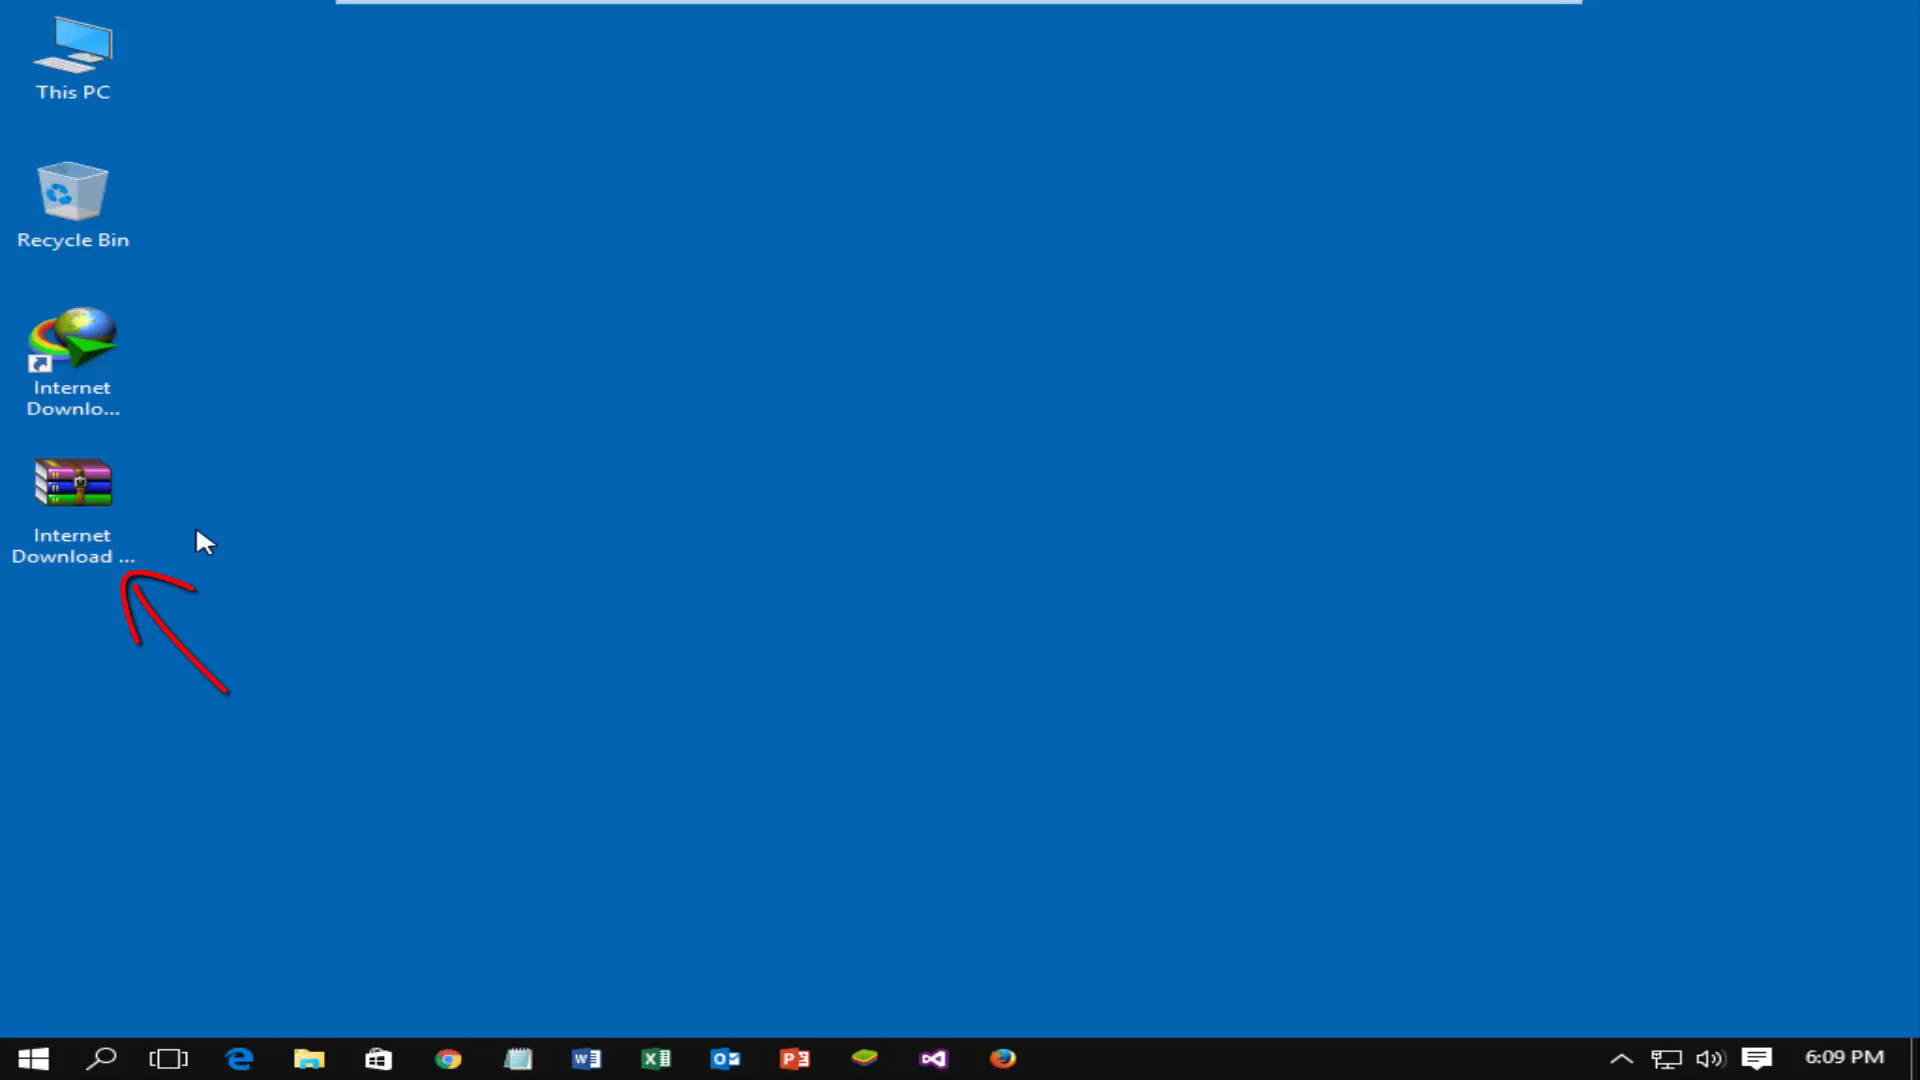 This PC
Recycle Bin
Internet
Downlo...
Internet
Download ...
6:09 PM